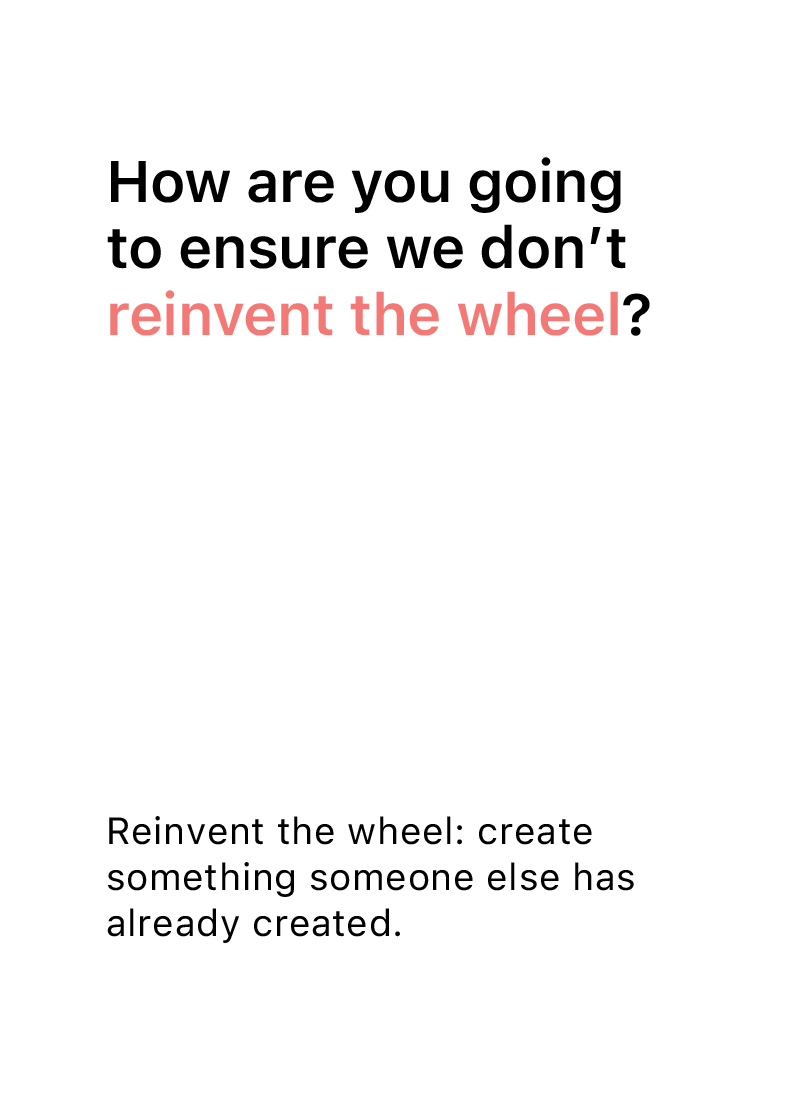 How are you going
to ensure we don’t
reinvent the wheel?
Reinvent the wheel: create
something someone else has
already created.